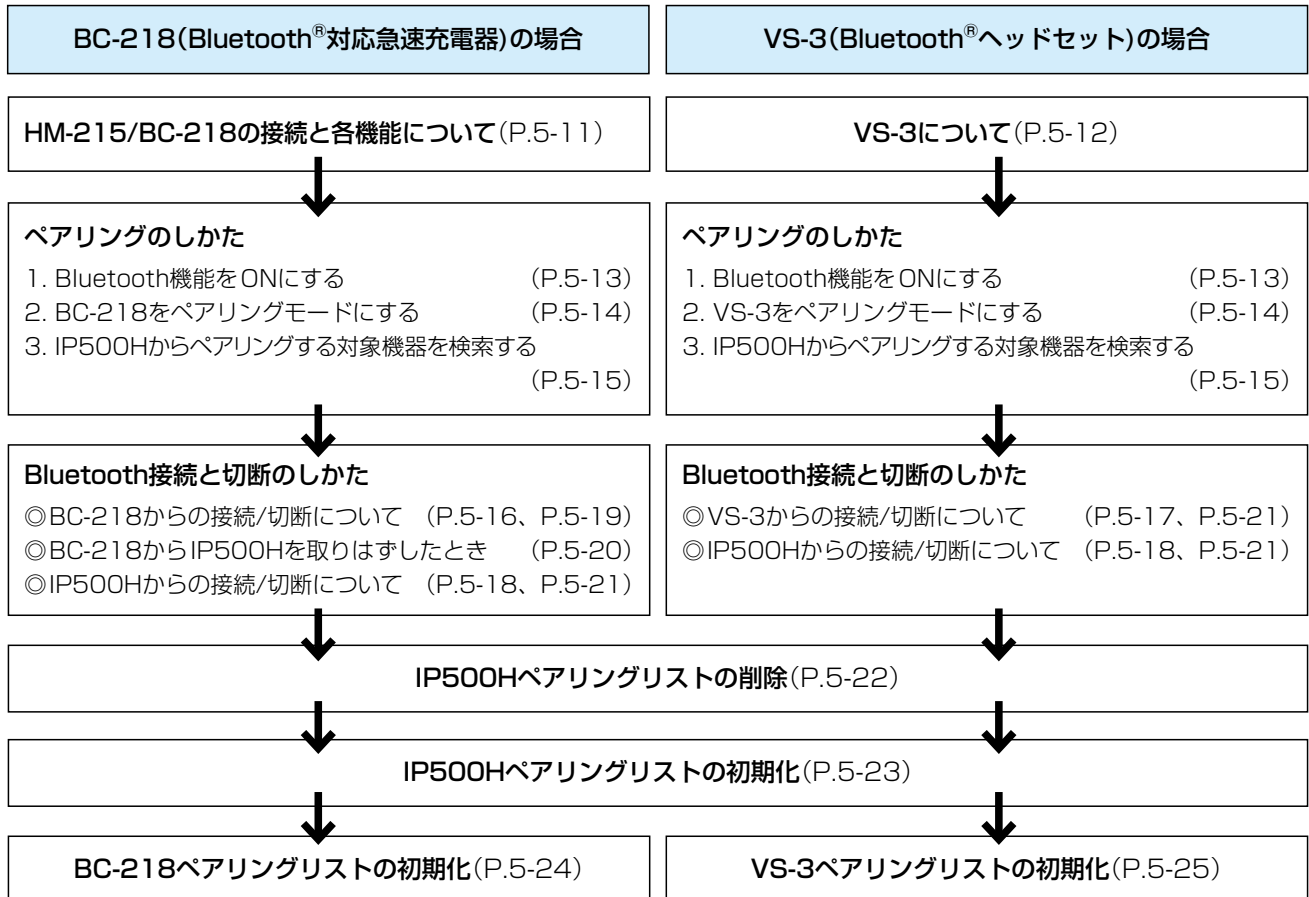 BC-218(Bluetooth®対応急速充電器)の場合
VS-3(Bluetooth®ヘッドセット)の場合
HM-215/BC-218の接続と各機能について(P.5-11)
VS-3について(P.5-12)
ペアリングのしかた
1. Bluetooth機能をONにする (P.5-13)
2. BC-218をペアリングモードにする (P.5-14)
3. IP500Hからペアリングする対象機器を検索する
(P.5-15)
ペアリングのしかた
1. Bluetooth機能をONにする (P.5-13)
2. VS-3をペアリングモードにする (P.5-14)
3. IP500Hからペアリングする対象機器を検索する
(P.5-15)
Bluetooth接続と切断のしかた
◎BC-218からの接続/切断について (P.5-16、P.5-19)
◎BC-218からIP500Hを取りはずしたとき (P.5-20)
◎IP500Hからの接続/切断について (P.5-18、P.5-21)
Bluetooth接続と切断のしかた
◎VS-3からの接続/切断について (P.5-17、P.5-21)
◎IP500Hからの接続/切断について (P.5-18、P.5-21)
IP500Hペアリングリストの削除(P.5-22)
IP500Hペアリングリストの初期化(P.5-23)
BC-218ペアリングリストの初期化(P.5-24)
VS-3ペアリングリストの初期化(P.5-25)